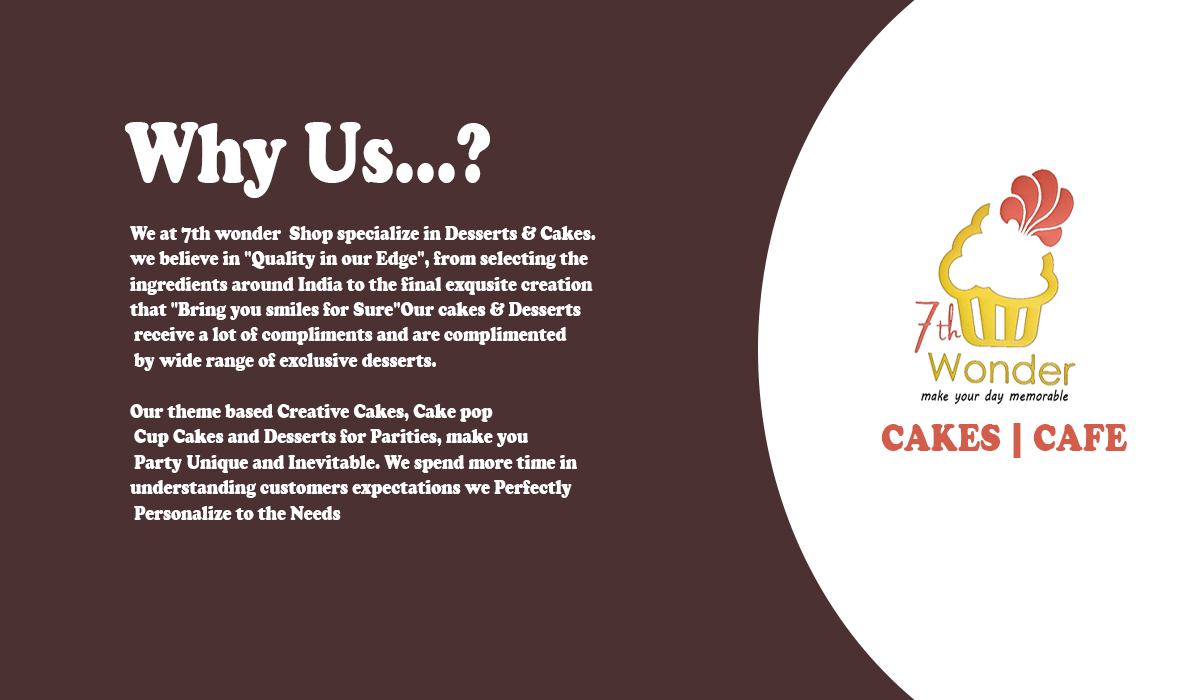 Why Us...?
We at 7th wonder Shop specialize in Desserts & Cakes.
we believe in "Quality in our Edge", from selecting the
ingredients around India to the final exqusite creation
that "Bring you smiles for Sure"Our cakes & Desserts
receive a lot of compliments and are complimented
by wide range of exclusive desserts.
Our theme based Creative Cakes, Cake pop
Cup Cakes and Desserts for Parities, make you
Party Unique and Inevitable. We spend more time in
understanding customers expectations we Perfectly
Personalize to the Needs
7th
Wonder
make your day memorable
CAKES | CAFE